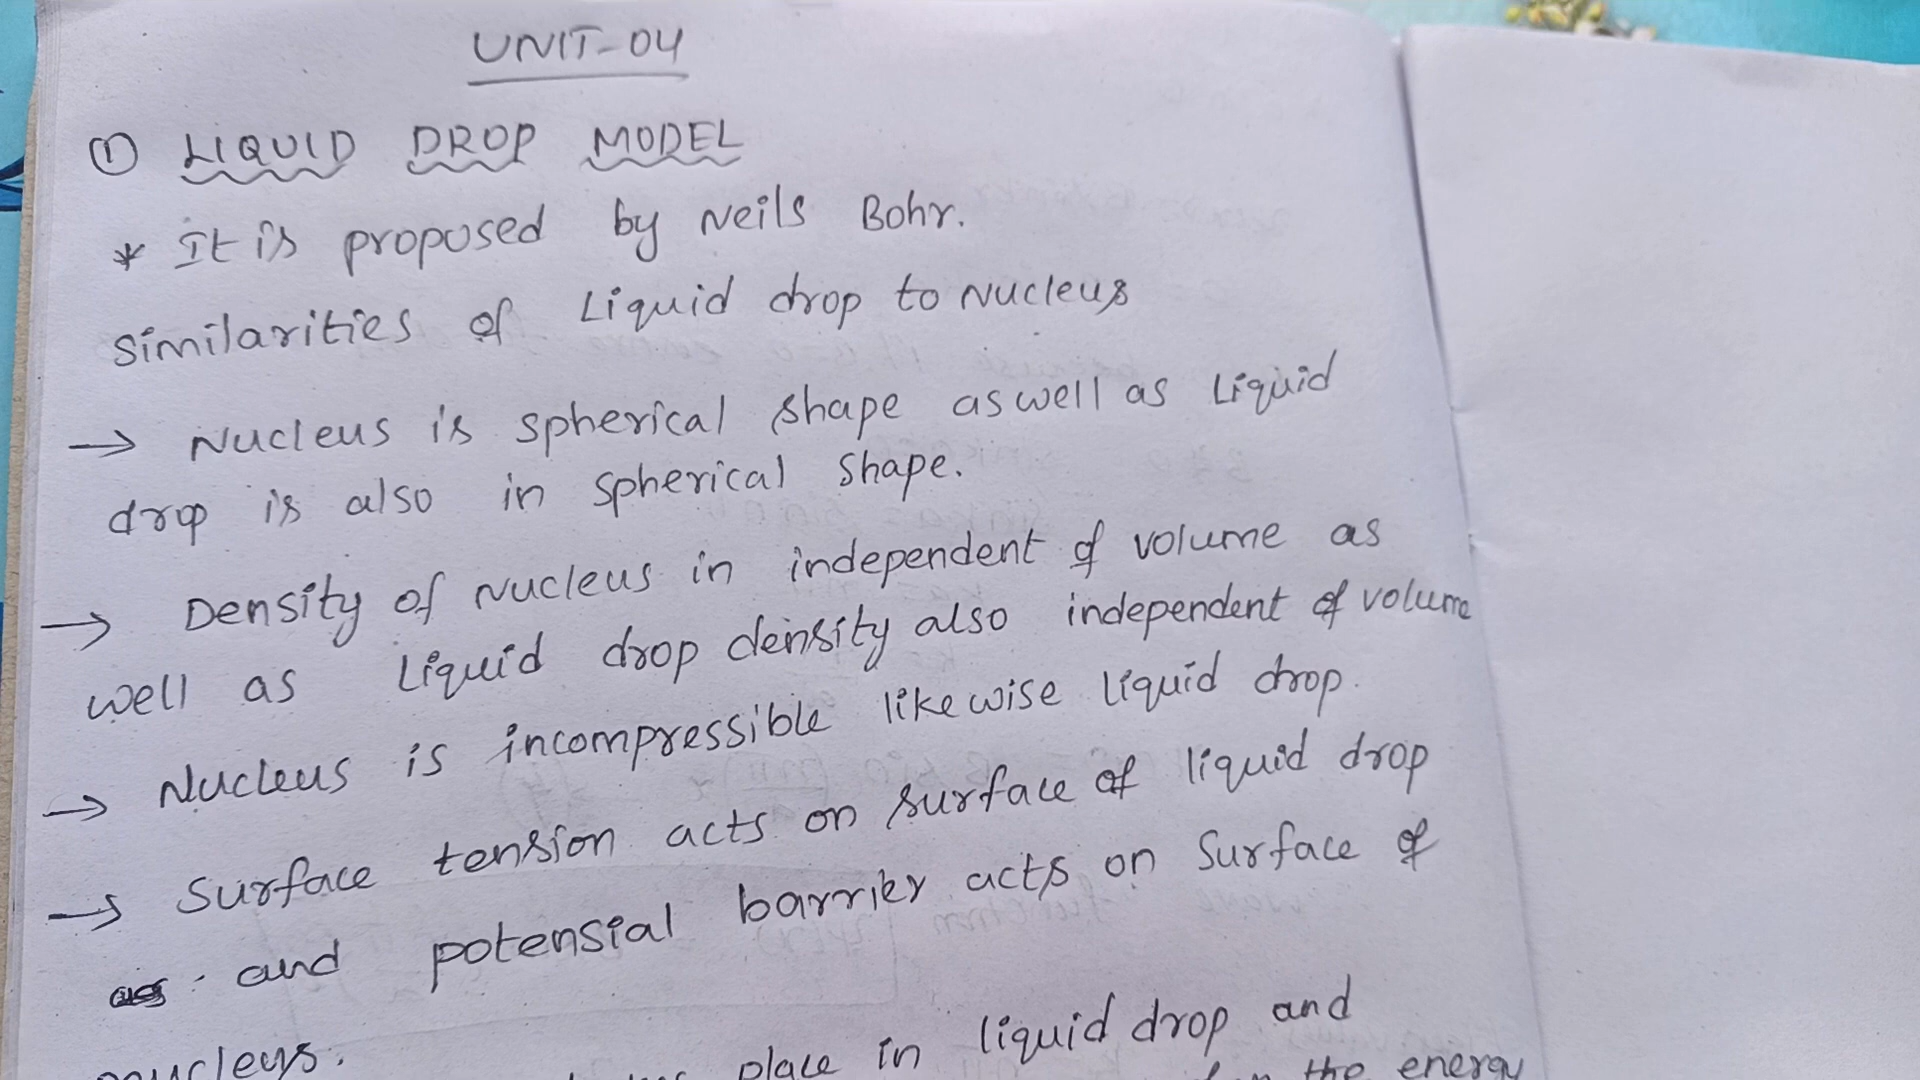 UNIT-04
① LIQUID DROP MODEL
* It is proposed by Neils Bohr.
Similarities of Liquid drop to Nucleus
→ Nucleus is spherical shape as well as Liquid
drop is also in spherical shape.
→ Density of Nucleus in independent of volume as
well as Liquid drop density also independent of volume
→ Nucleus is incompressible likewise liquid drop.
→ Surface tension acts on surface of liquid drop
and potensial barrier acts on Surface of
nucleus.
place in liquid drop and
the energy